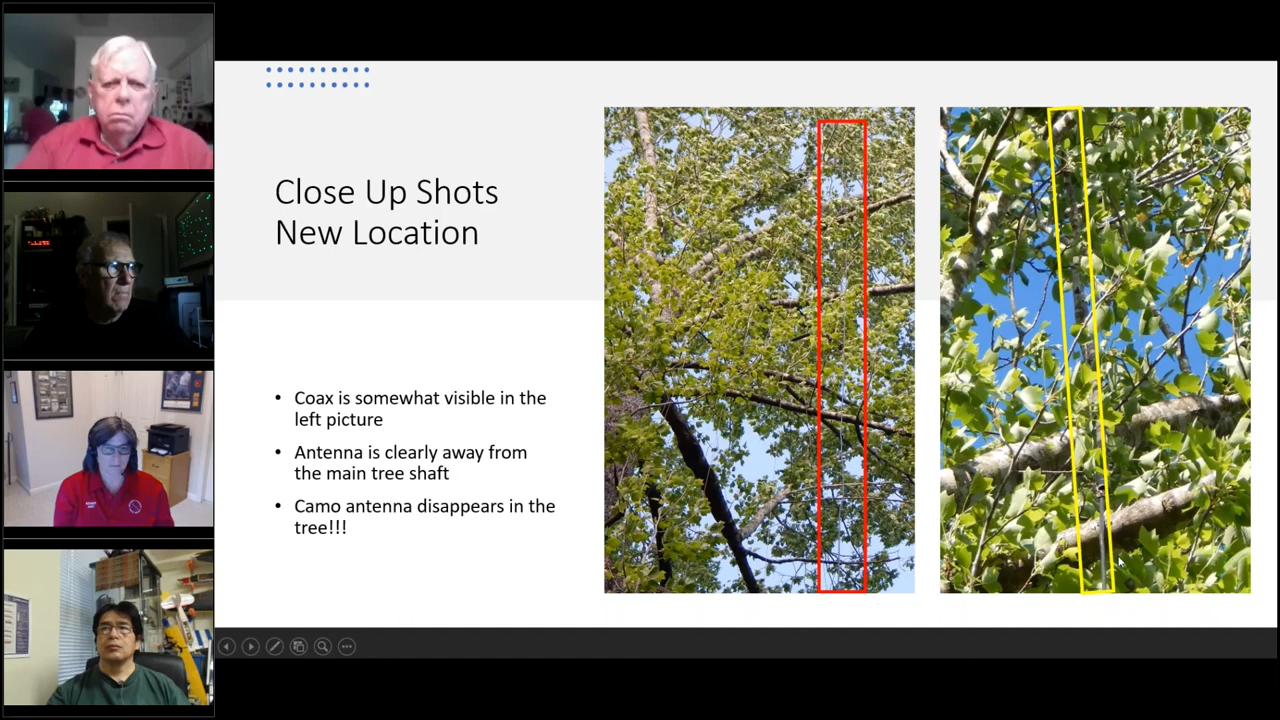 Close Up Shots
New Location
• Coax is somewhat visible in the
left picture
• Antenna is clearly away from
the main tree shaft
• Camo antenna disappears in the
tree!!!